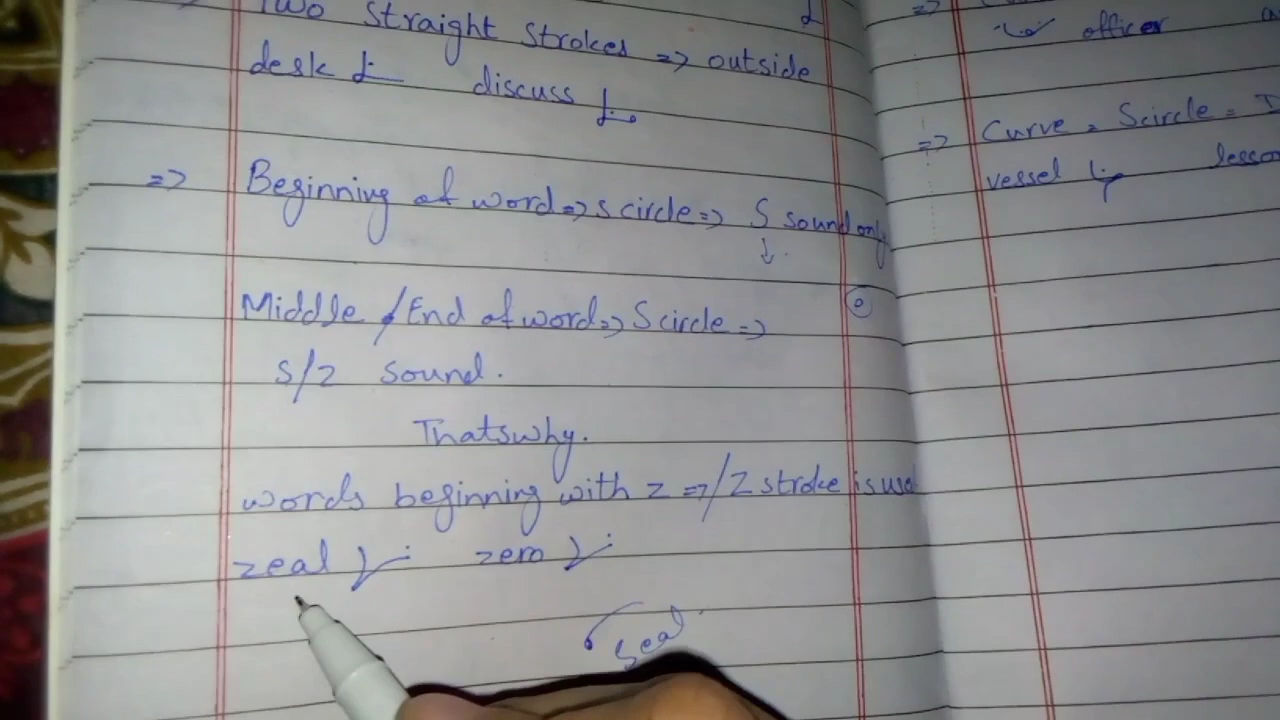 Two straight strokes => outside
desk discuss
=> Beginning of word => s circle => S sound only
Middle / End of word => S circle =>
s/z sound.
Thatswhy.
words beginning with z => / Z stroke is used
zeal zero
seal
=>
officer
=> Curve, Scircle =
vessel lesson